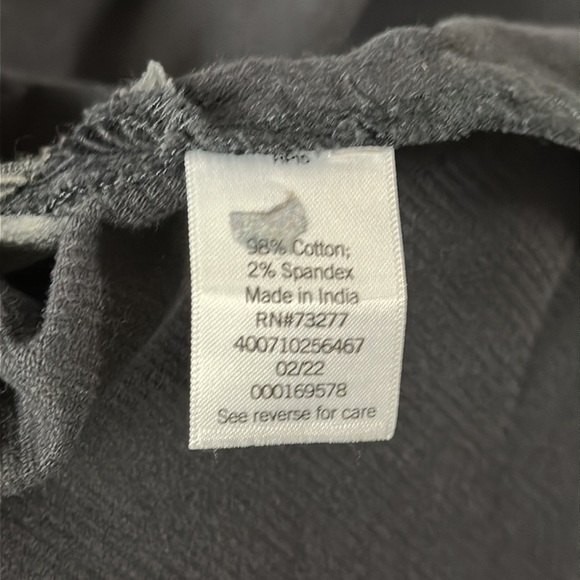 98% Cotton;
2% Spandex
Made in India
RN#73277
400710256467
02/22
000169578
See reverse for care